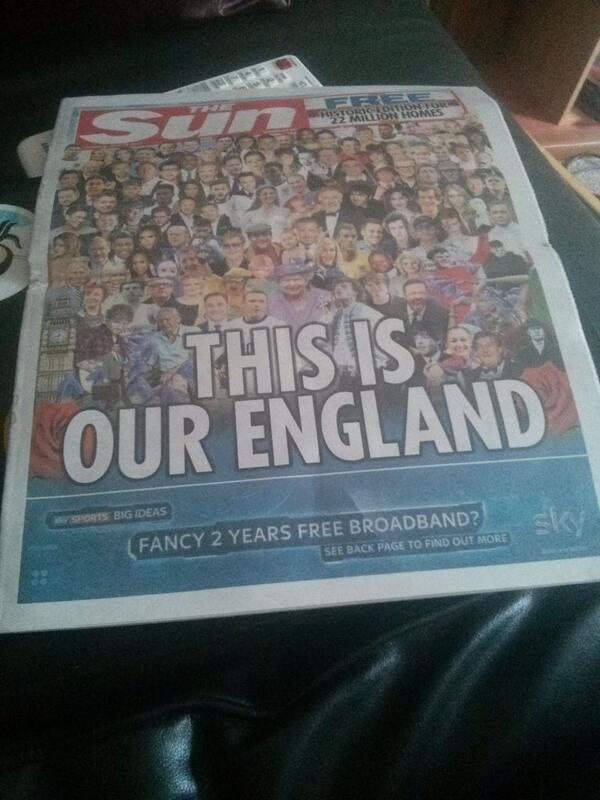 THE
Sun
FREE
HISTORIC EDITION FOR
22 MILLION HOMES
THIS IS
OUR ENGLAND
sky SPORTS BIG IDEAS
FANCY 2 YEARS FREE BROADBAND?
SEE BACK PAGE TO FIND OUT MORE
sky